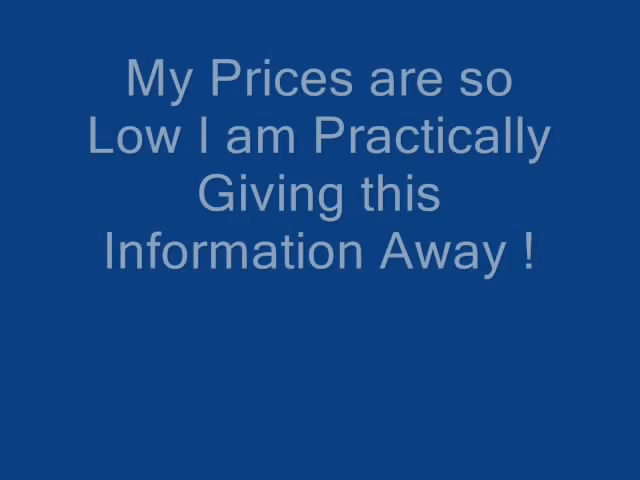 My Prices are so
Low I am Practically
Giving this
Information Away !